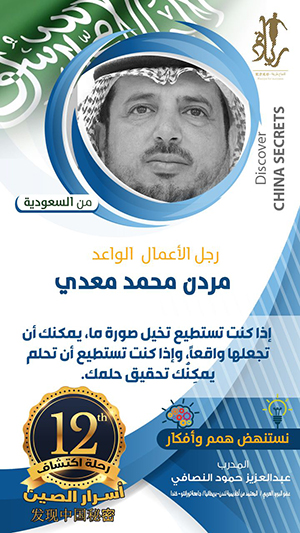 رياده
Discover
CHINA SECRETS
من السعودية
رجل الأعمال الواعد
مردن محمد معدي
إذا كنت تستطيع تخيل صورة ما، يمكنك أن
تجعلها واقعاً، وإذا كنت تستطيع أن تحلم
يمكنك تحقيق حلمك.
12th
رحلة اكتشاف
أسرار الصين
发现中国秘密
نستنهض همم وأفكار
المدرب
عبدالعزيز حمود النصافي